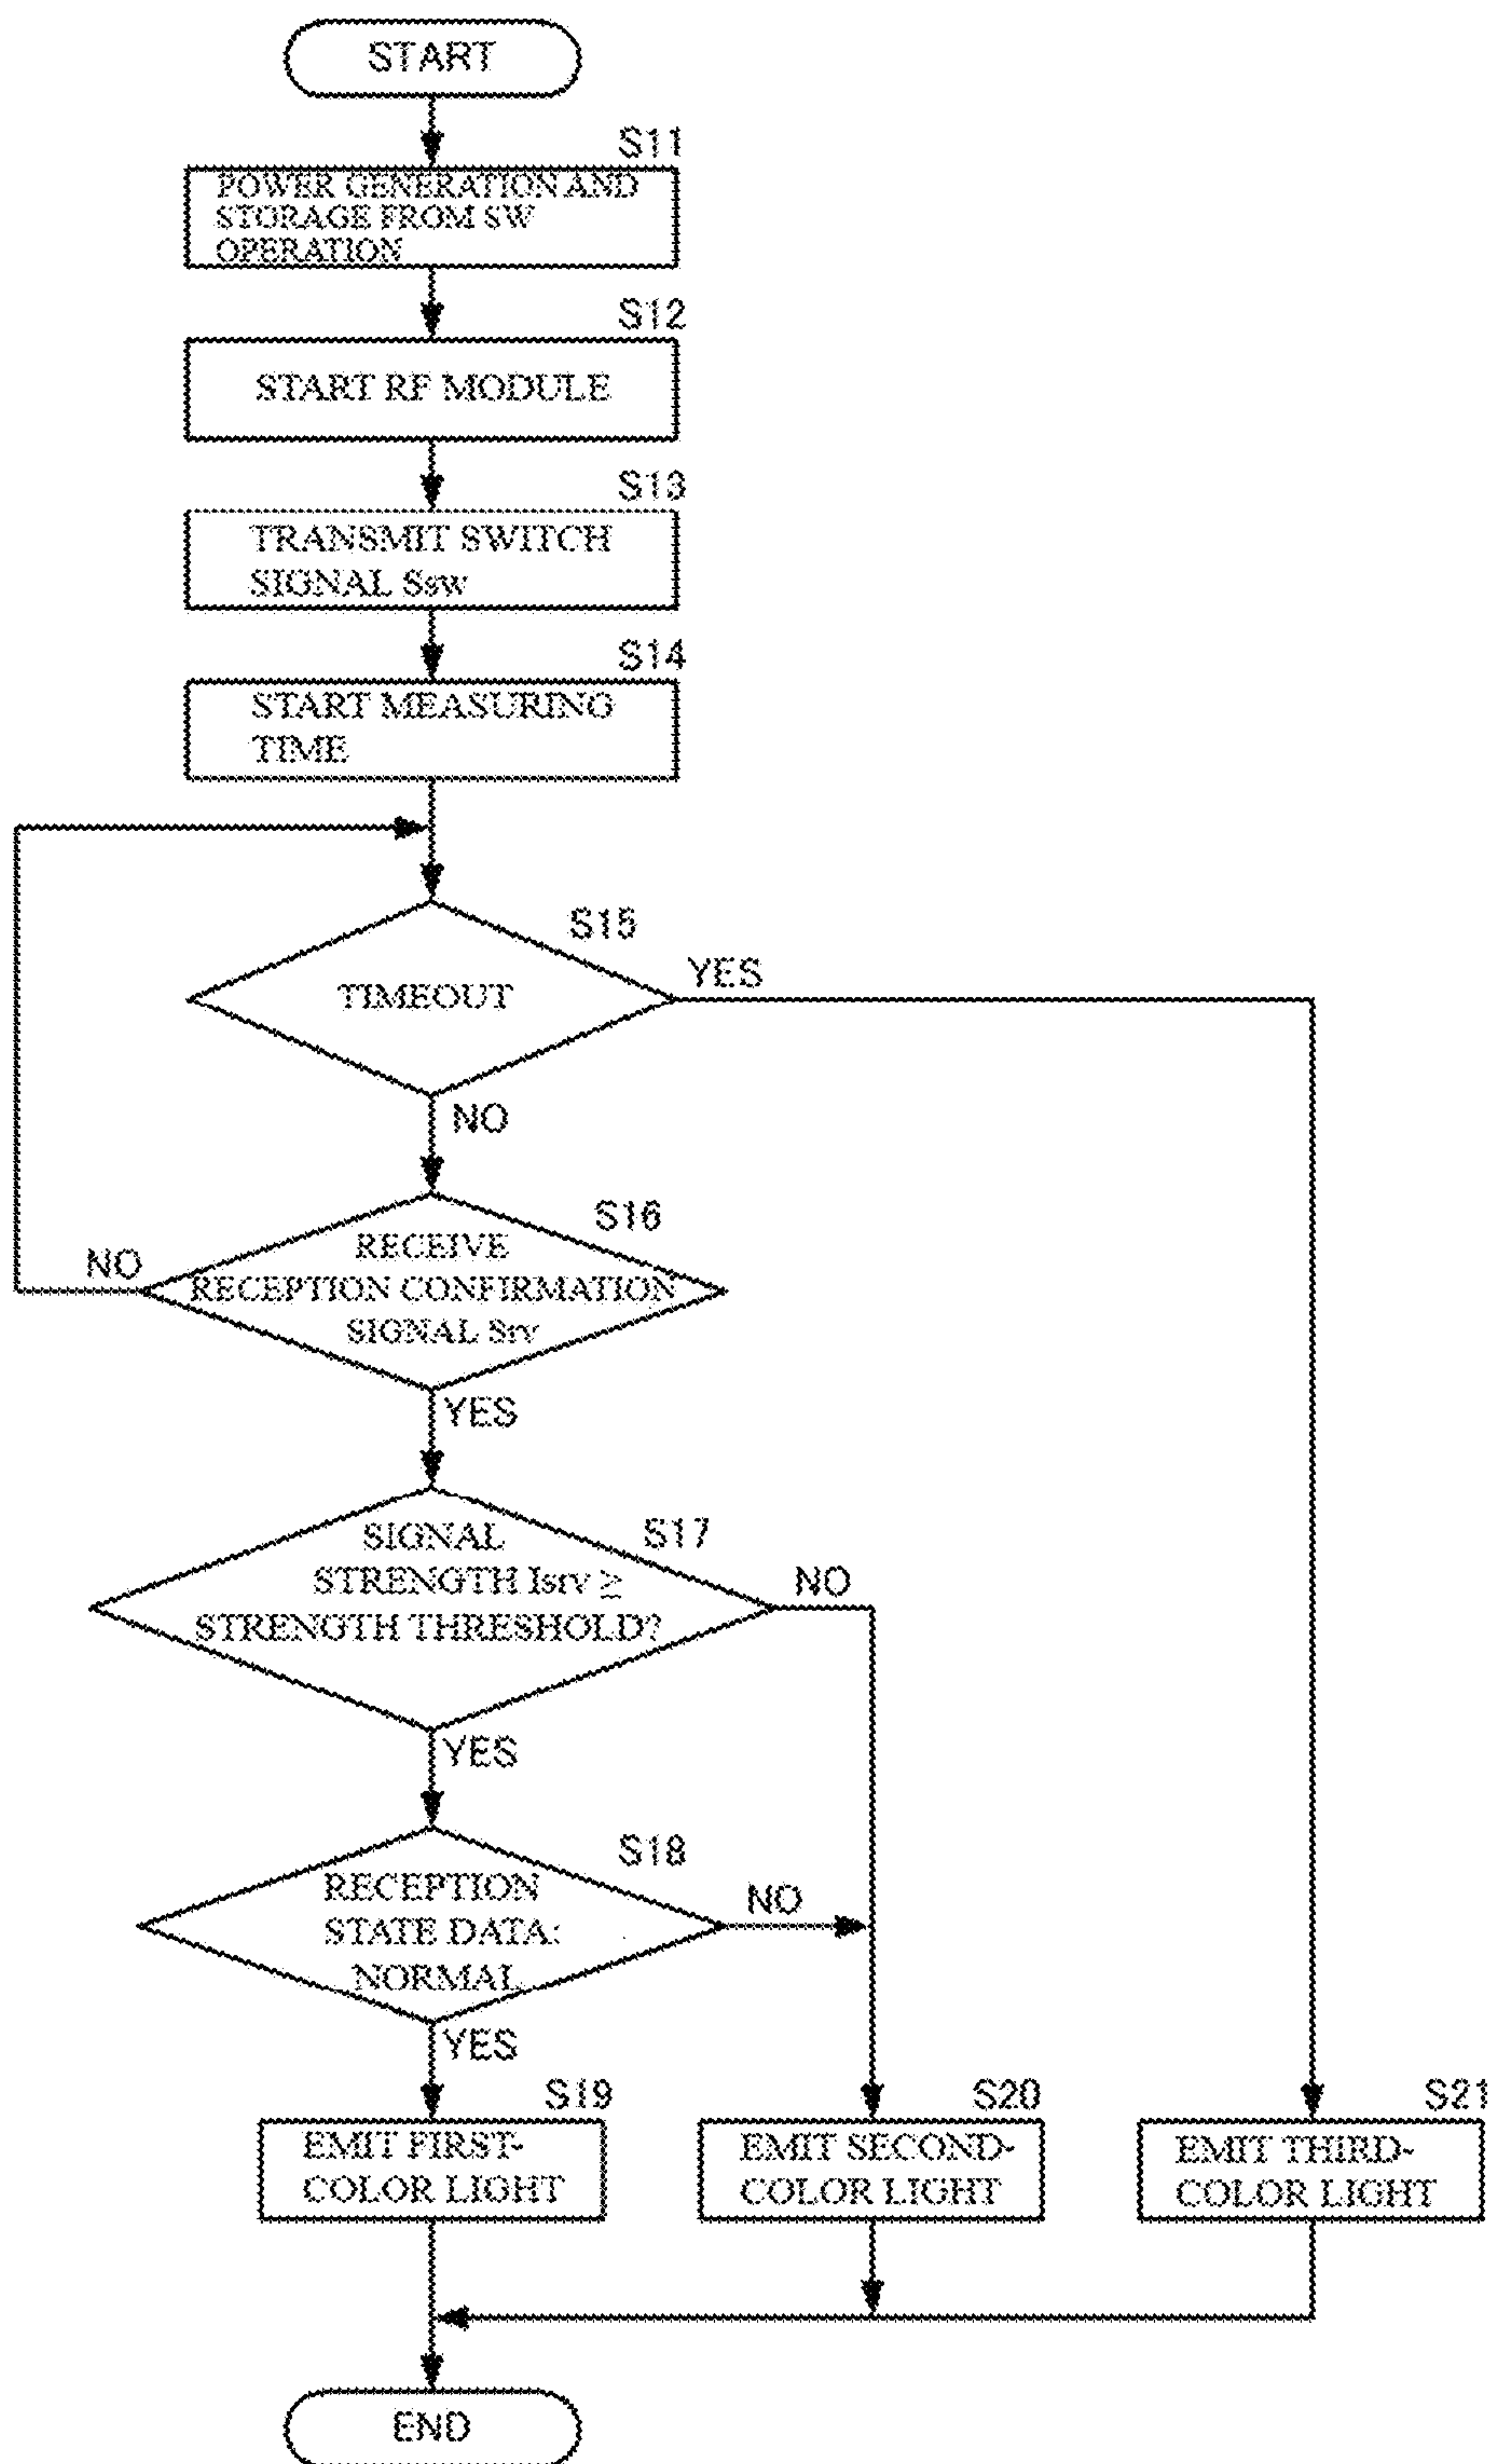 START
S11
POWER GENERATION AND
STORAGE FROM SW
OPERATION
S12
START RF MODULE
S13
TRANSMIT SWITCH
SIGNAL Ssw
S14
START MEASURING
TIME
S15
TIMEOUT
YES
NO
S16
RECEIVE
RECEPTION CONFIRMATION
SIGNAL Srv
NO
YES
S17
SIGNAL
STRENGTH Isrv ≥
STRENGTH THRESHOLD?
NO
YES
S18
RECEPTION
STATE DATA:
NORMAL
NO
YES
S19
EMIT FIRST-
COLOR LIGHT
S20
EMIT SECOND-
COLOR LIGHT
S21
EMIT THIRD-
COLOR LIGHT
END